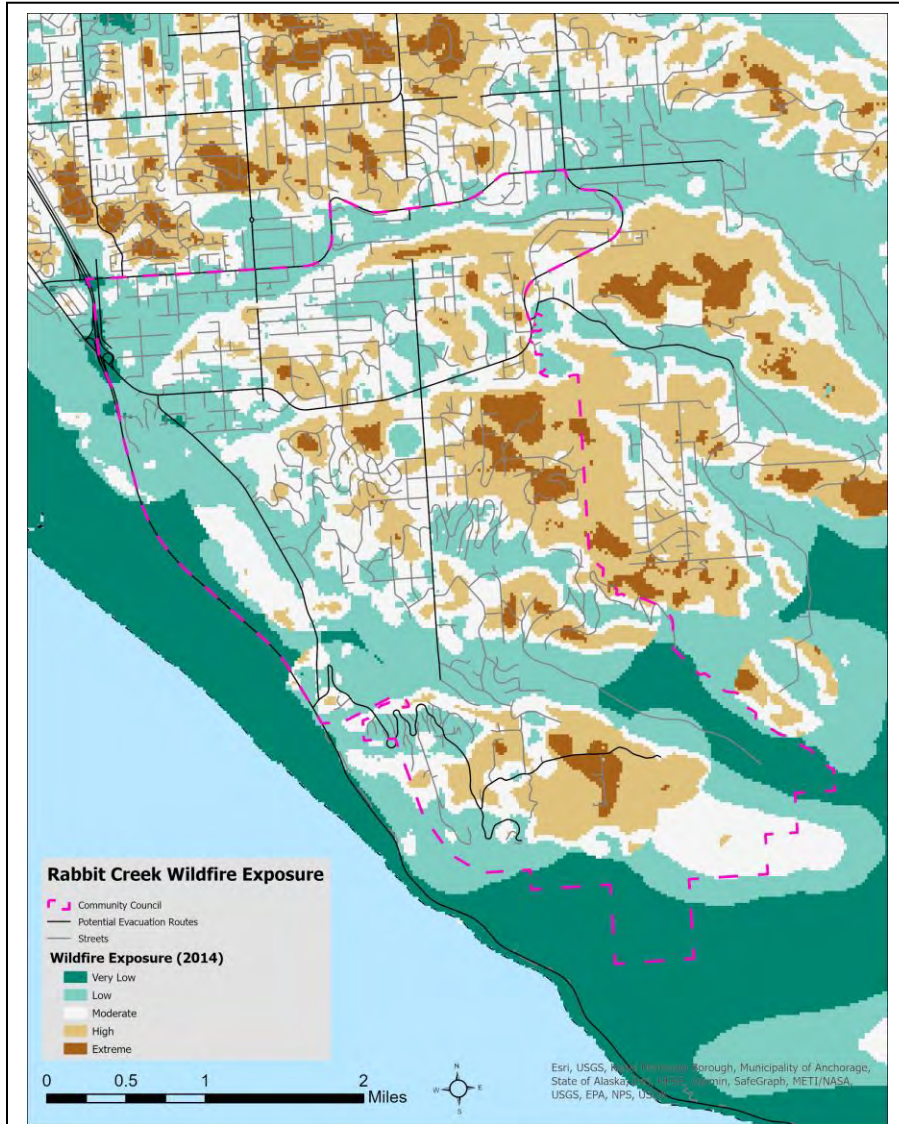 Rabbit Creek Wildfire Exposure
Community Council
Potential Evacuation Routes
Streets
Wildfire Exposure (2014)
Very Low
Low
Moderate
High
Extreme
0 0.5 1 2
Miles
N
W E
S
Esri, USGS, Borough, Municipality of Anchorage,
State of Alaska, SafeGraph, METI/NASA,
USGS, EPA, NPS,